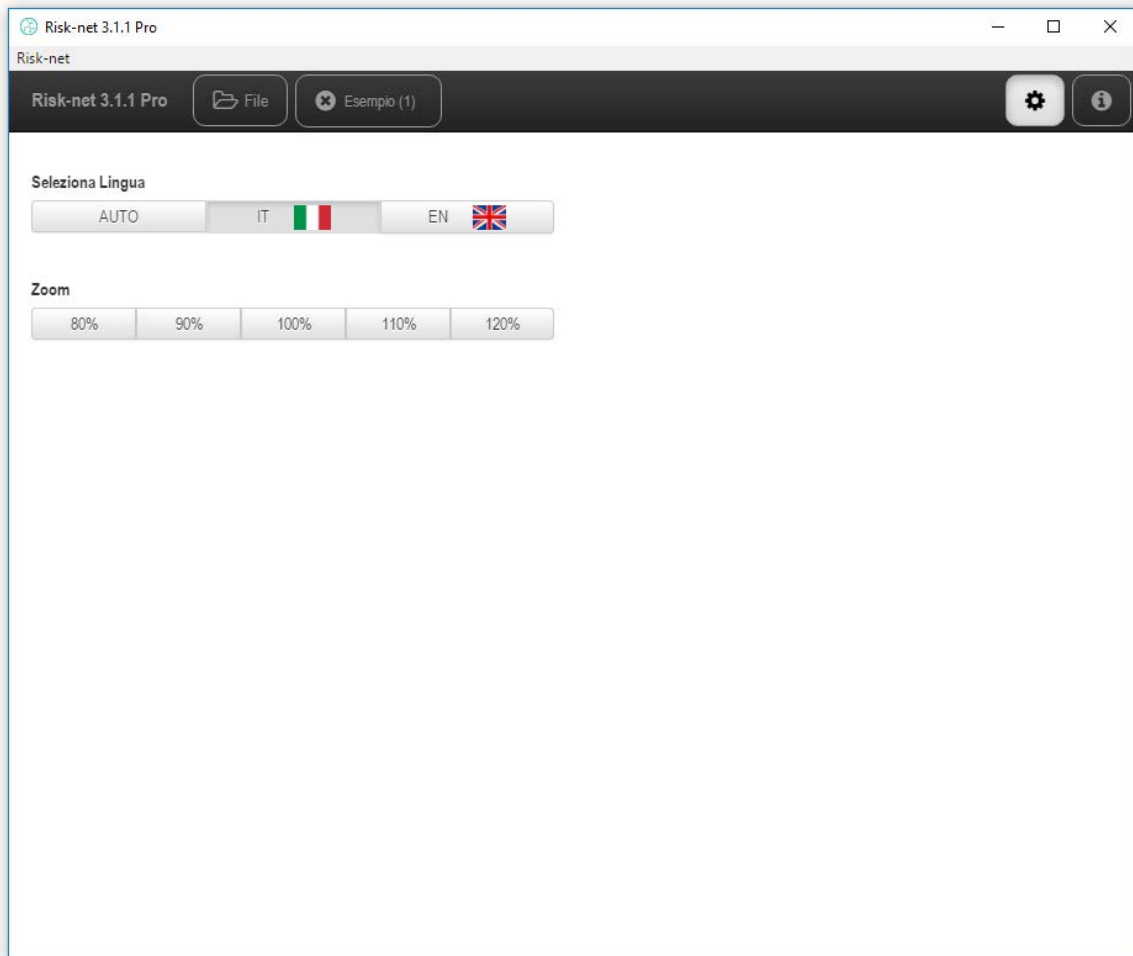 Risk-net 3.1.1 Pro
Risk-net
Risk-net 3.1.1 Pro File Esempio (1)
Seleziona Lingua
AUTO IT EN
Zoom
80% 90% 100% 110% 120%